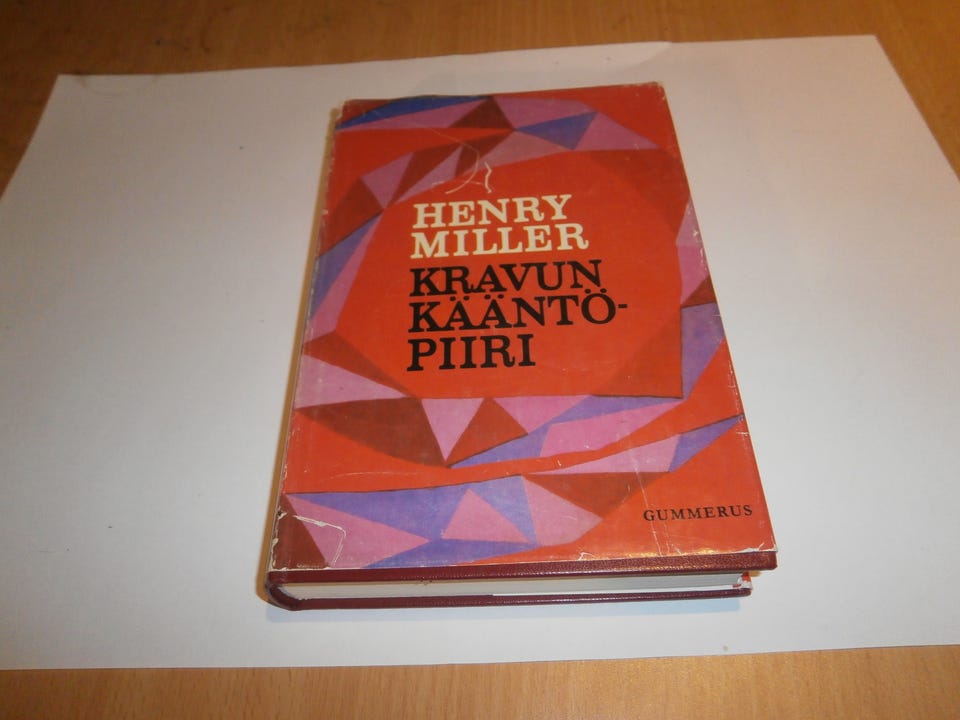 HENRY
MILLER
KRAVUN
KÄÄNTÖ-
PIIRI
GUMMERUS